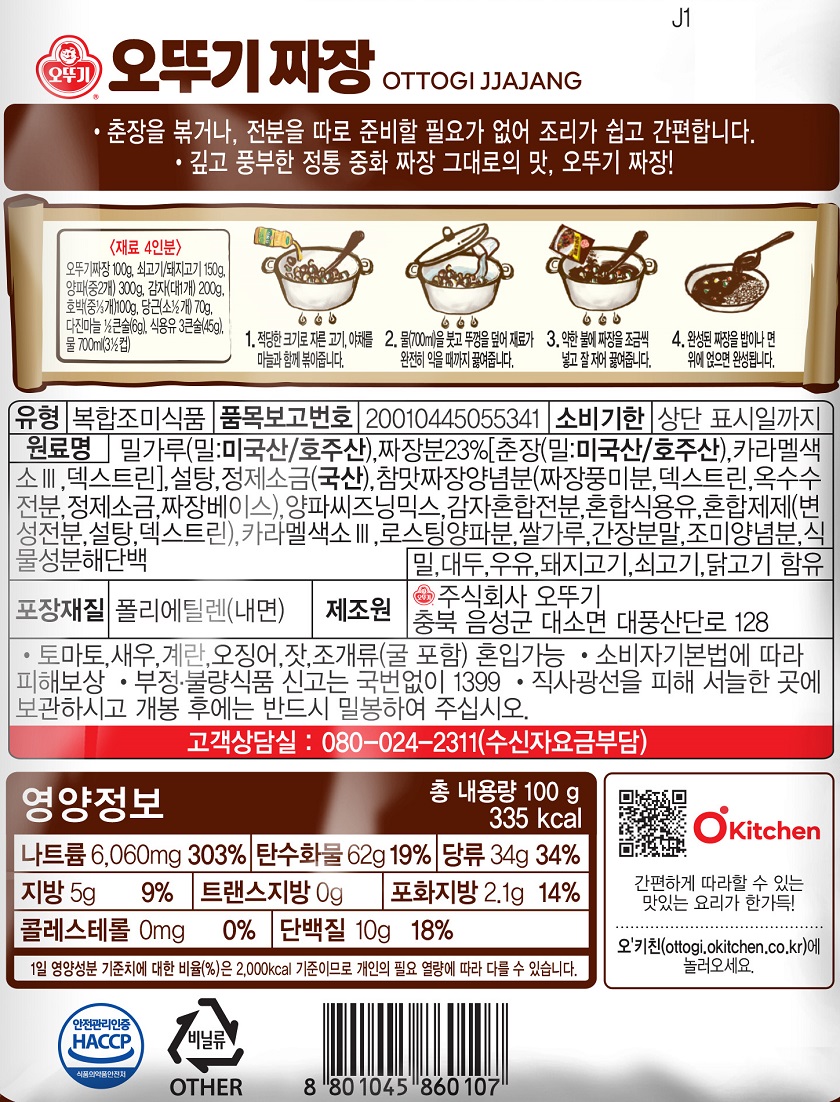 J1
오뚜기
오뚜기 짜장 OTTOGI JJAJANG
• 춘장을 볶거나, 전분을 따로 준비할 필요가 없어 조리가 쉽고 간편합니다.
• 깊고 풍부한 정통 중화 짜장 그대로의 맛, 오뚜기 짜장!
<재료 4인분>
오뚜기짜장 100g, 쇠고기/돼지고기 150g,
양파(중2개) 300g, 감자(대1개) 200g,
호박(중⅓개)100g, 당근(소½개) 70g,
다진마늘 ½큰술(6g), 식용유 3큰술(45g),
물 700ml(3½컵)
1. 적당한 크기로 자른 고기, 야채를
마늘과 함께 볶아줍니다.
2. 물(700ml)을 붓고 뚜껑을 덮어 재료가
완전히 익을 때까지 끓여줍니다.
3. 약한 불에 짜장을 조금씩
넣고 잘 저어 끓여줍니다.
4. 완성된 짜장을 밥이나 면
위에 얹으면 완성됩니다.
유형 복합조미식품 품목보고번호 20010445055341 소비기한 상단 표시일까지
원료명 밀가루(밀:미국산/호주산),짜장분23%[춘장(밀:미국산/호주산),카라멜색
소Ⅲ,덱스트린],설탕,정제소금(국산),참맛짜장양념분(짜장풍미분,덱스트린,옥수수
전분,정제소금,짜장베이스),양파씨즈닝믹스,감자혼합전분,혼합식용유,혼합제제(변
성전분,설탕,덱스트린),카라멜색소Ⅲ,로스팅양파분,쌀가루,간장분말,조미양념분,식
물성분해단백
밀,대두,우유,돼지고기,쇠고기,닭고기 함유
포장재질 폴리에틸렌(내면) 제조원 오뚜기 주식회사 오뚜기
충북 음성군 대소면 대풍산단로 128
• 토마토,새우,계란,오징어,잣,조개류(굴 포함) 혼입가능 • 소비자기본법에 따라
피해보상 • 부정·불량식품 신고는 국번없이 1399 • 직사광선을 피해 서늘한 곳에
보관하시고 개봉 후에는 반드시 밀봉하여 주십시오.
고객상담실 : 080-024-2311(수신자요금부담)
영양정보 총 내용량 100 g
335 kcal
나트륨 6,060mg 303% 탄수화물 62g 19% 당류 34g 34%
지방 5g 9% 트랜스지방 0g 포화지방 2.1g 14%
콜레스테롤 0mg 0% 단백질 10g 18%
1일 영양성분 기준치에 대한 비율(%)은 2,000kcal 기준이므로 개인의 필요 열량에 따라 다를 수 있습니다.
O'Kitchen
간편하게 따라할 수 있는
맛있는 요리가 한가득!
오'키친(ottogi.okitchen.co.kr)에
놀러오세요.
안전관리인증
HACCP
식품의약품안전처
비닐류
OTHER
8 801045 860107